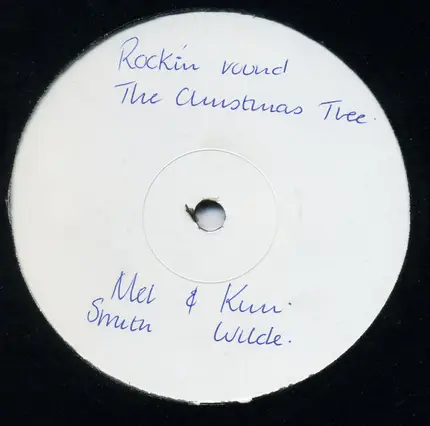 Rockin round
The Christmas Tree.
Mel & Kim.
Smith Wilde.